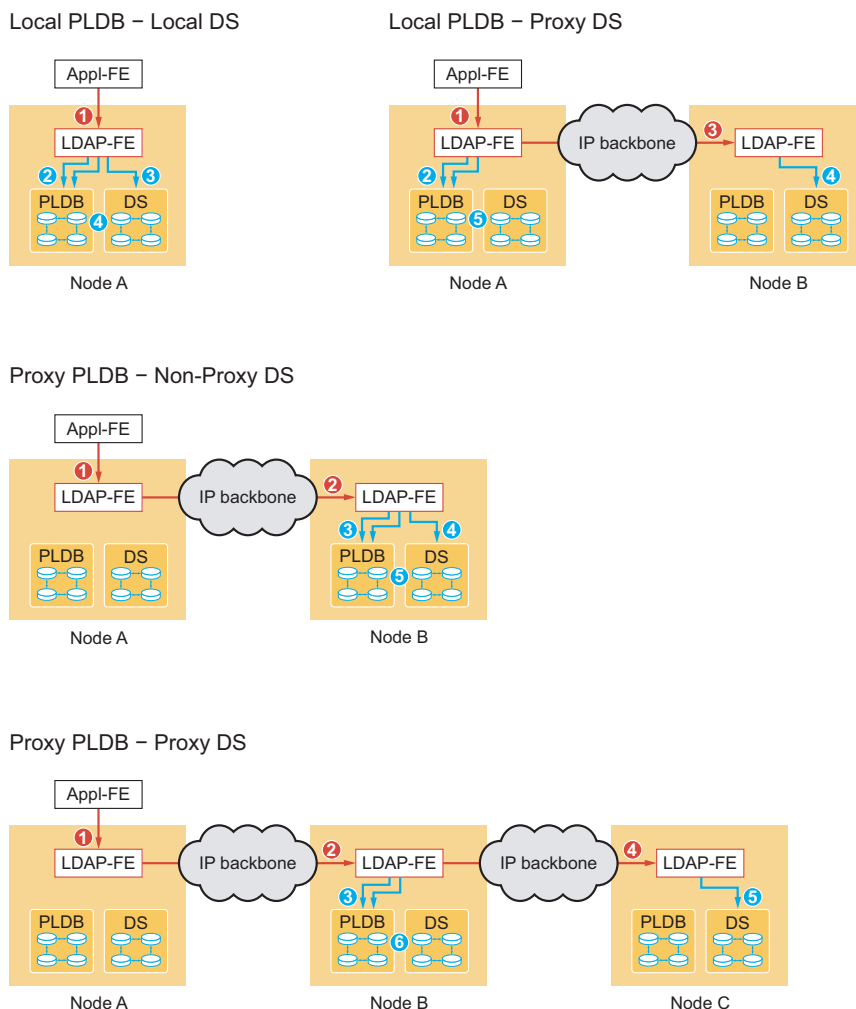 Local PLDB – Local DS
Local PLDB – Proxy DS
Appl-FE
Appl-FE
1
1
LDAP-FE
LDAP-FE
IP backbone
3
LDAP-FE
2
3
2
4
PLDB
DS
PLDB
DS
PLDB
DS
4
5
Node A
Node A
Node B
Proxy PLDB – Non-Proxy DS
Appl-FE
1
LDAP-FE
IP backbone
2
LDAP-FE
3
4
PLDB
DS
PLDB
DS
5
Node A
Node B
Proxy PLDB – Proxy DS
Appl-FE
1
LDAP-FE
IP backbone
2
LDAP-FE
IP backbone
4
LDAP-FE
3
5
PLDB
DS
PLDB
DS
PLDB
DS
6
Node A
Node B
Node C